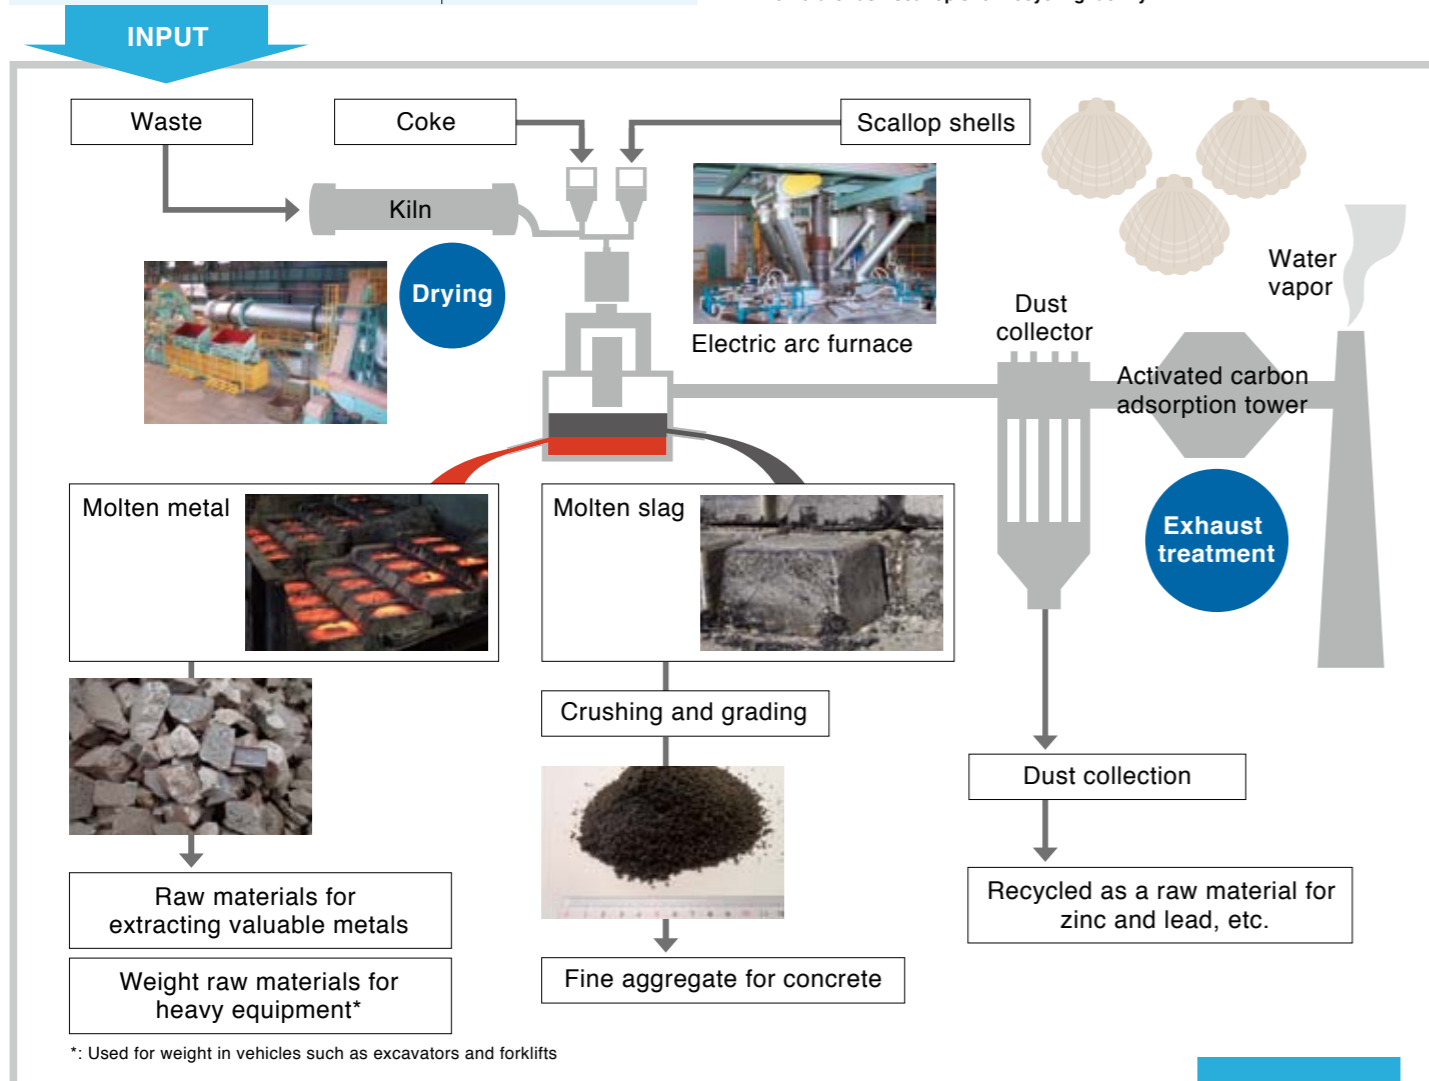 INPUT
Waste
Coke
Scallop shells
Kiln
Drying
Electric arc furnace
Water
vapor
Dust
collector
Activated carbon
adsorption tower
Exhaust
treatment
Molten metal
Molten slag
Crushing and grading
Dust collection
Raw materials for
extracting valuable metals
Recycled as a raw material for
zinc and lead, etc.
Weight raw materials for
heavy equipment*
Fine aggregate for concrete
*: Used for weight in vehicles such as excavators and forklifts